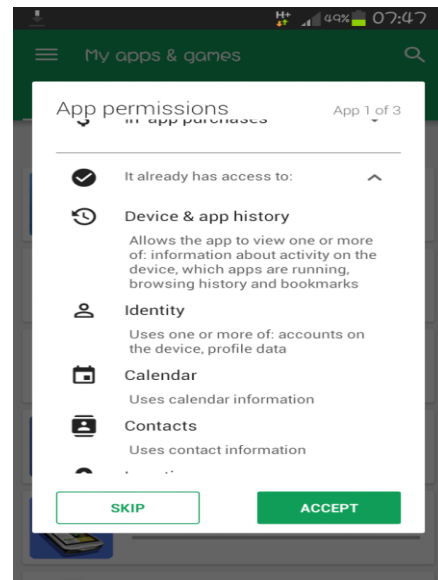 H+ 49% 07:47
My apps & games
App permissions App 1 of 3
In-app purchases
It already has access to:
Device & app history
Allows the app to view one or more
of: information about activity on the
device, which apps are running,
browsing history and bookmarks
Identity
Uses one or more of: accounts on
the device, profile data
Calendar
Uses calendar information
Contacts
Uses contact information
SKIP ACCEPT